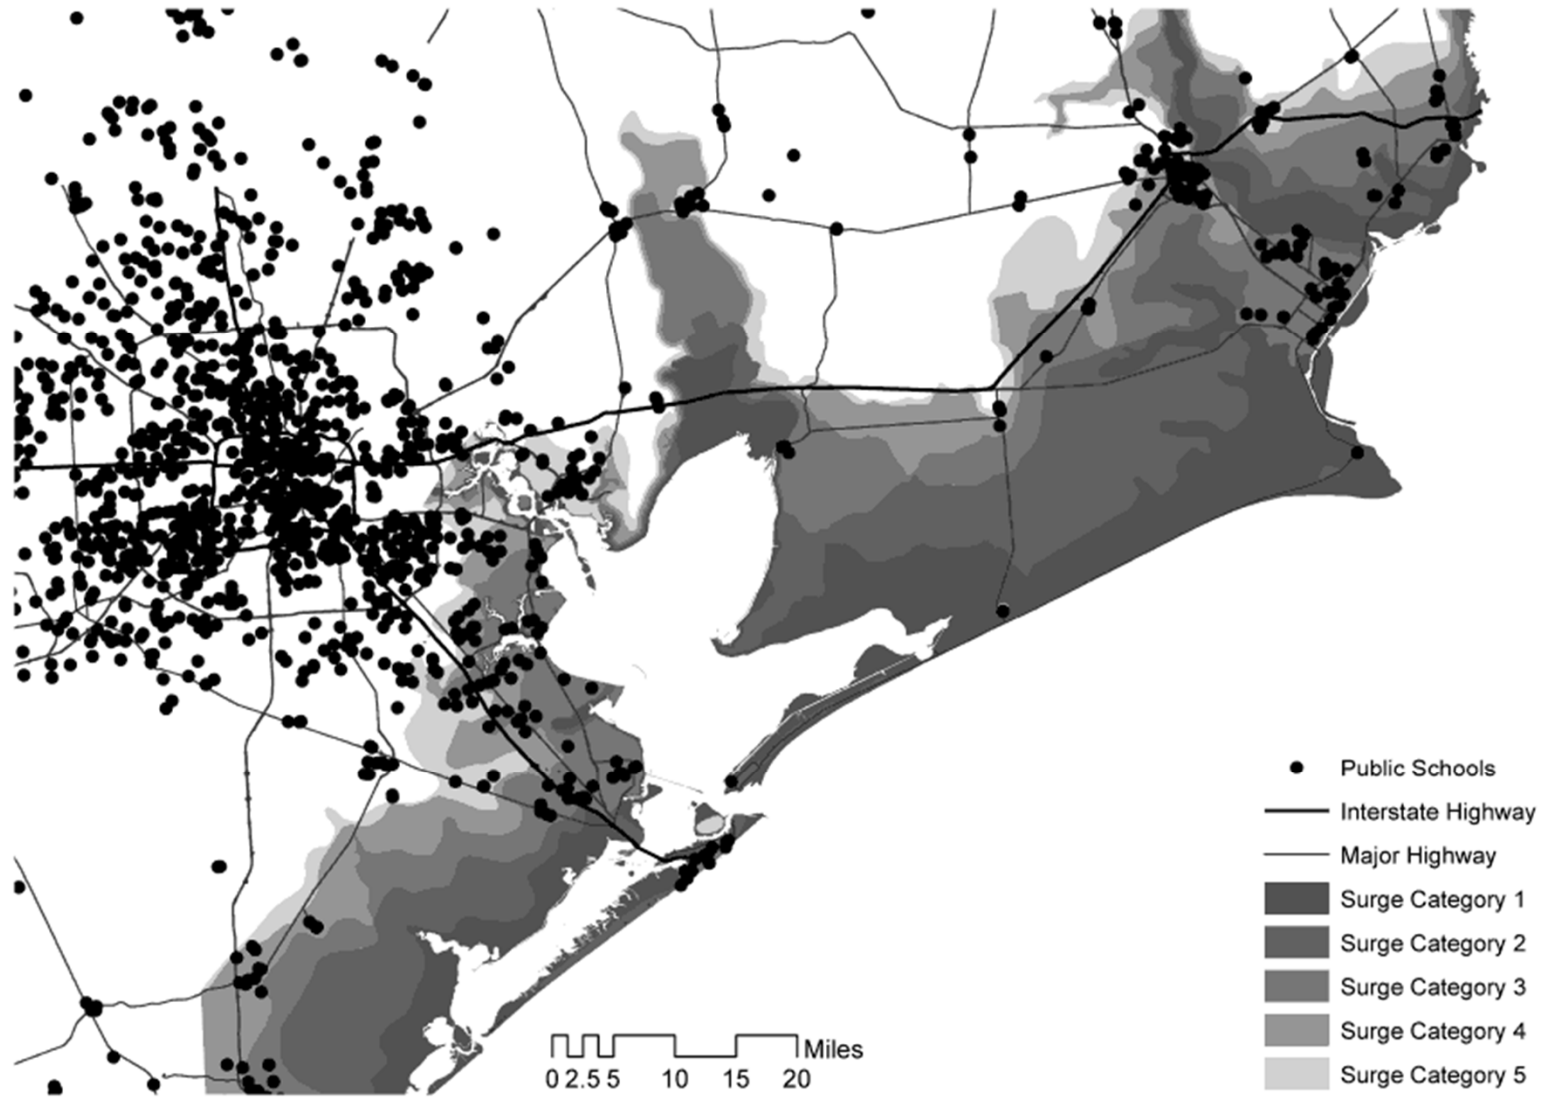 Public Schools
Interstate Highway
Major Highway
Surge Category 1
Surge Category 2
Surge Category 3
Surge Category 4
Surge Category 5
Miles
0 2.5 5 10 15 20